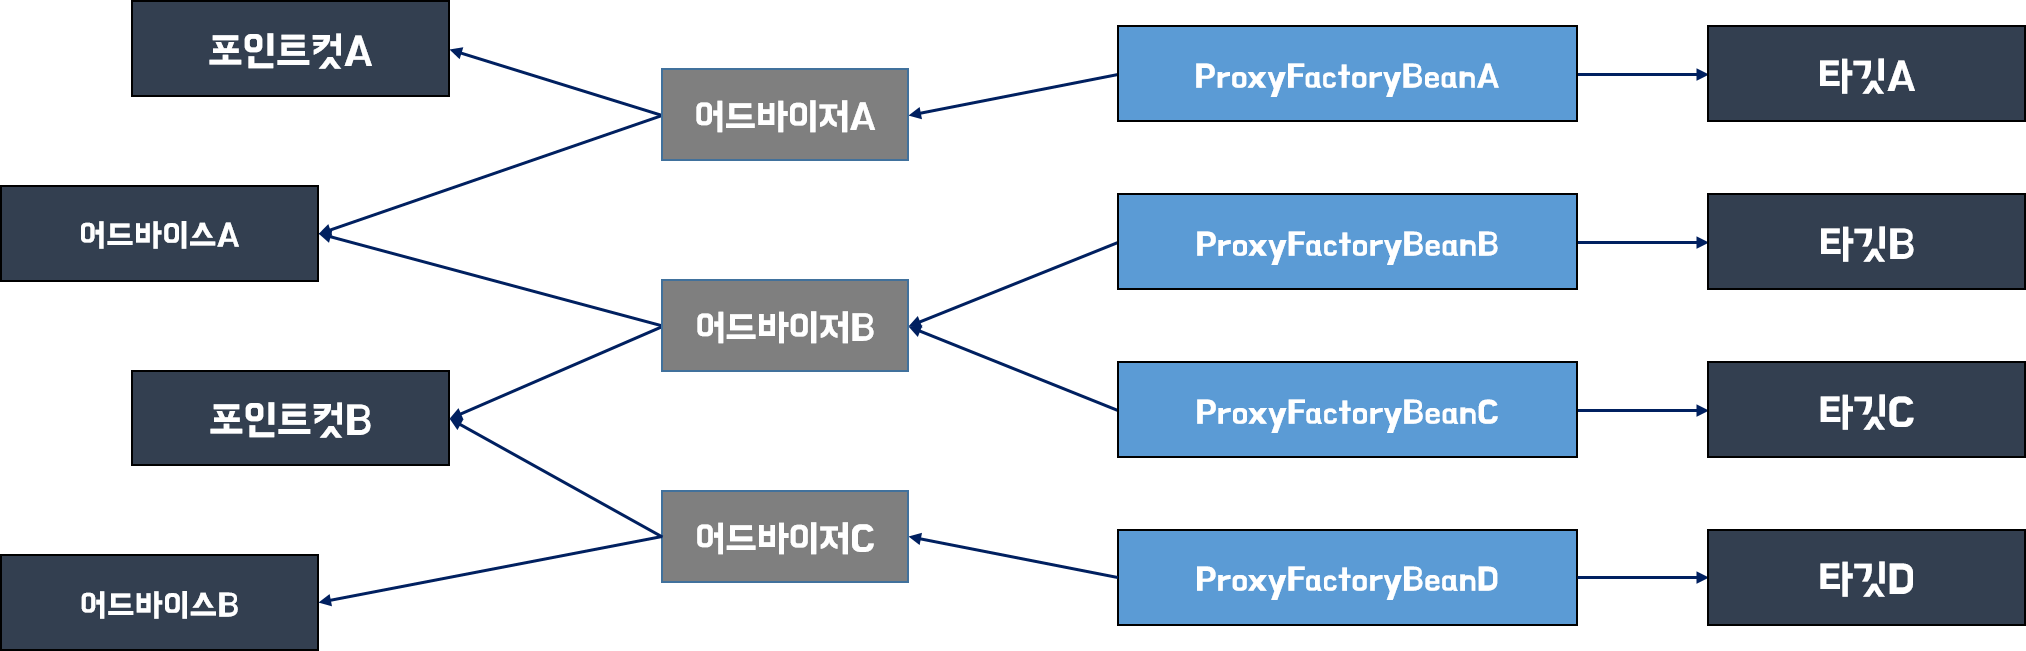 포인트컷A
어드바이저A
ProxyFactoryBeanA
타깃A
어드바이스A
ProxyFactoryBeanB
타깃B
어드바이저B
포인트컷B
ProxyFactoryBeanC
타깃C
어드바이저C
ProxyFactoryBeanD
타깃D
어드바이스B